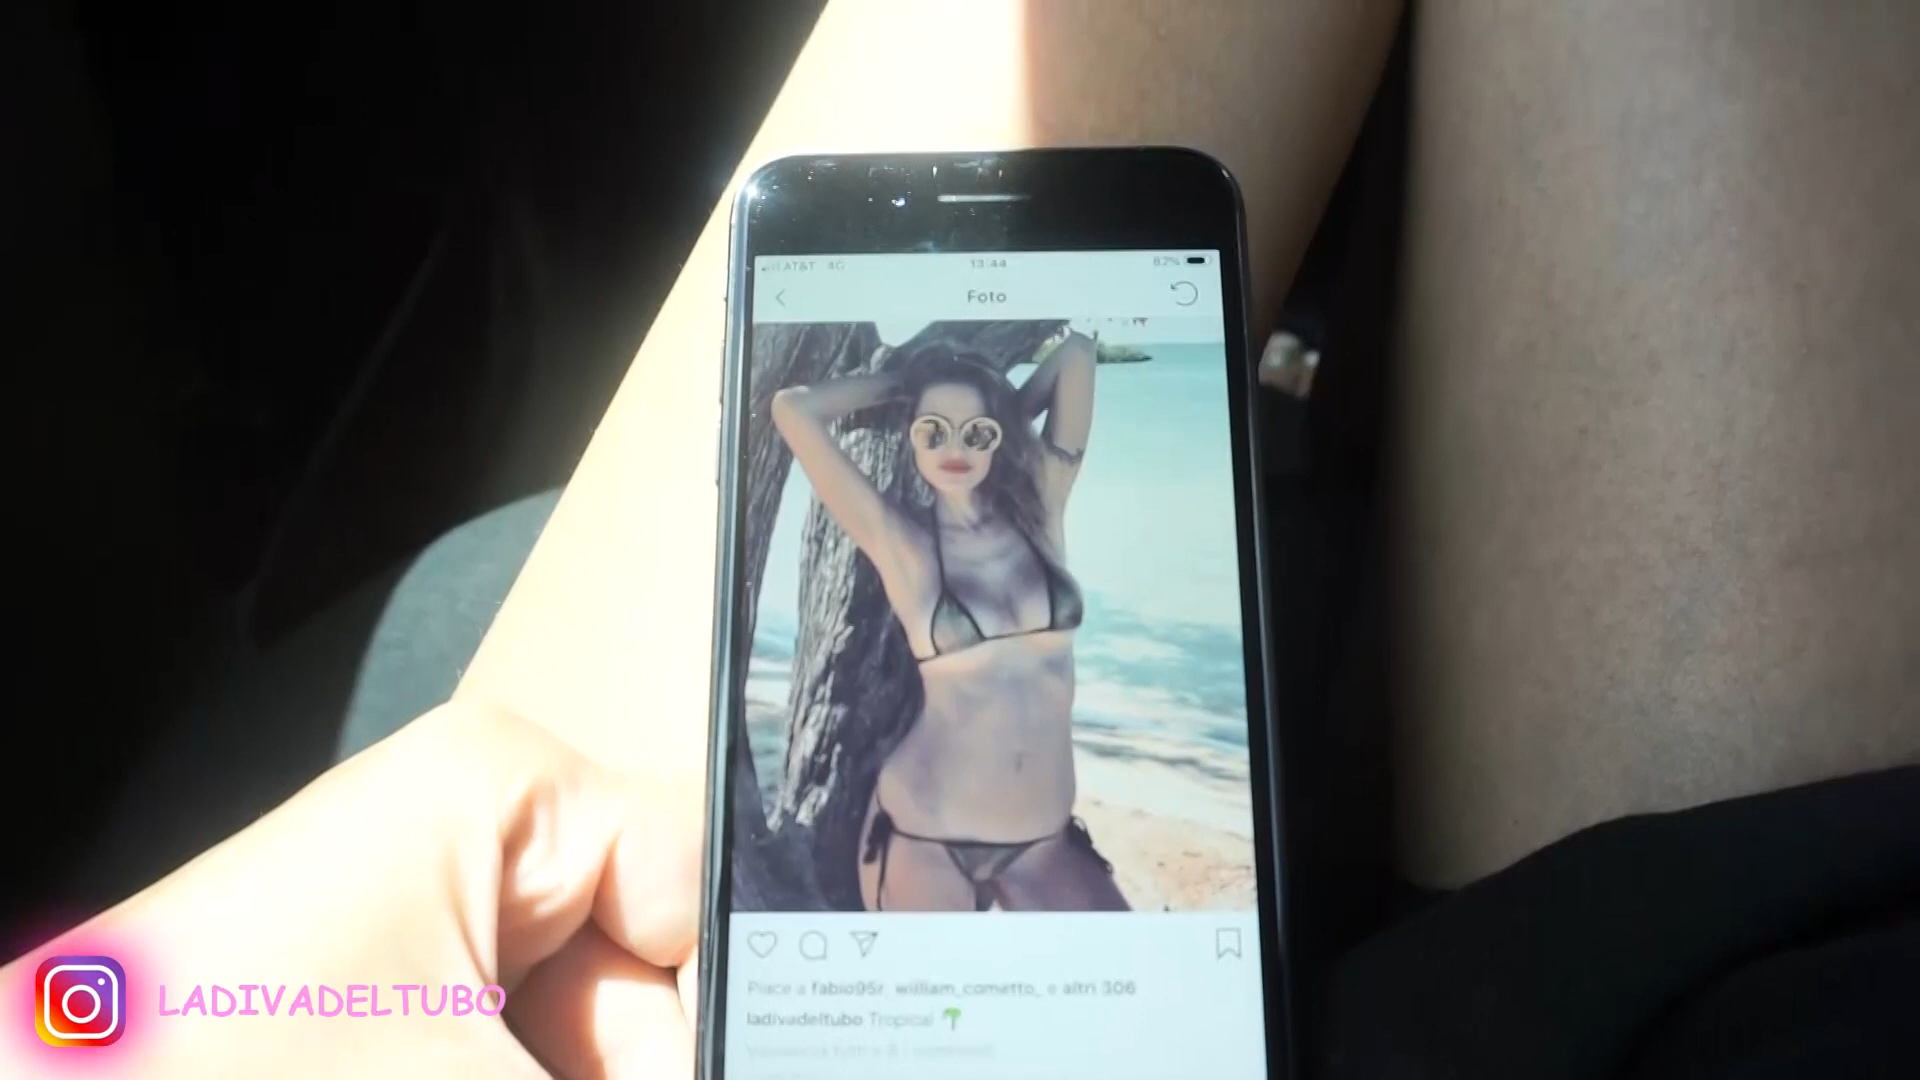 AT&T 4G 13:44 82%
Foto
Piace a fabio95r, william_cometto_ e altri 306
ladivadeltubo Tropical
LADIVADELTUBO